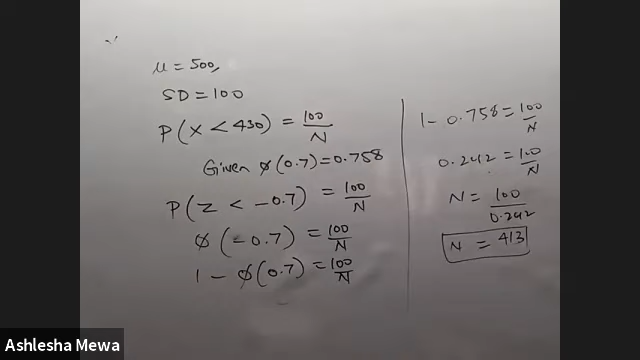 μ = 500,
SD = 100
P(x < 430) = 100/N
Given φ(0.7) = 0.758
P(z < -0.7) = 100/N
φ(-0.7) = 100/N
1 - φ(0.7) = 100/N
1 - 0.758 = 100/N
0.242 = 100/N
N = 100/0.242
N = 413
Ashlesha Mewa